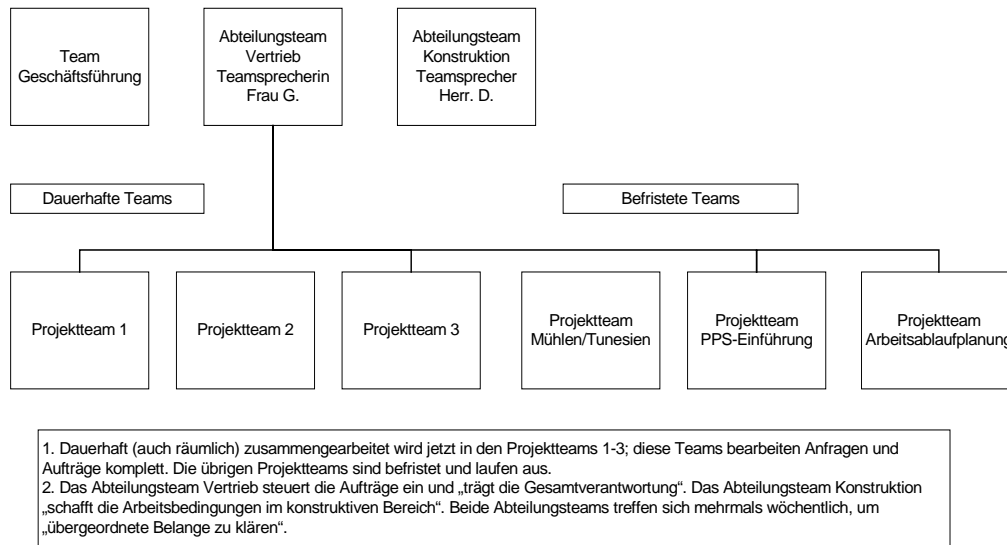 Team
Geschäftsführung
Abteilungsteam
Vertrieb
Teamsprecherin
Frau G.
Abteilungsteam
Konstruktion
Teamsprecher
Herr. D.
Dauerhafte Teams
Befristete Teams
Projektteam 1
Projektteam 2
Projektteam 3
Projektteam
Mühlen/Tunesien
Projektteam
PPS-Einführung
Projektteam
Arbeitsablaufplanung
1. Dauerhaft (auch räumlich) zusammengearbeitet wird jetzt in den Projektteams 1-3; diese Teams bearbeiten Anfragen und
Aufträge komplett. Die übrigen Projektteams sind befristet und laufen aus.
2. Das Abteilungsteam Vertrieb steuert die Aufträge ein und „trägt die Gesamtverantwortung“. Das Abteilungsteam Konstruktion
„schafft die Arbeitsbedingungen im konstruktiven Bereich“. Beide Abteilungsteams treffen sich mehrmals wöchentlich, um
„übergeordnete Belange zu klären“.